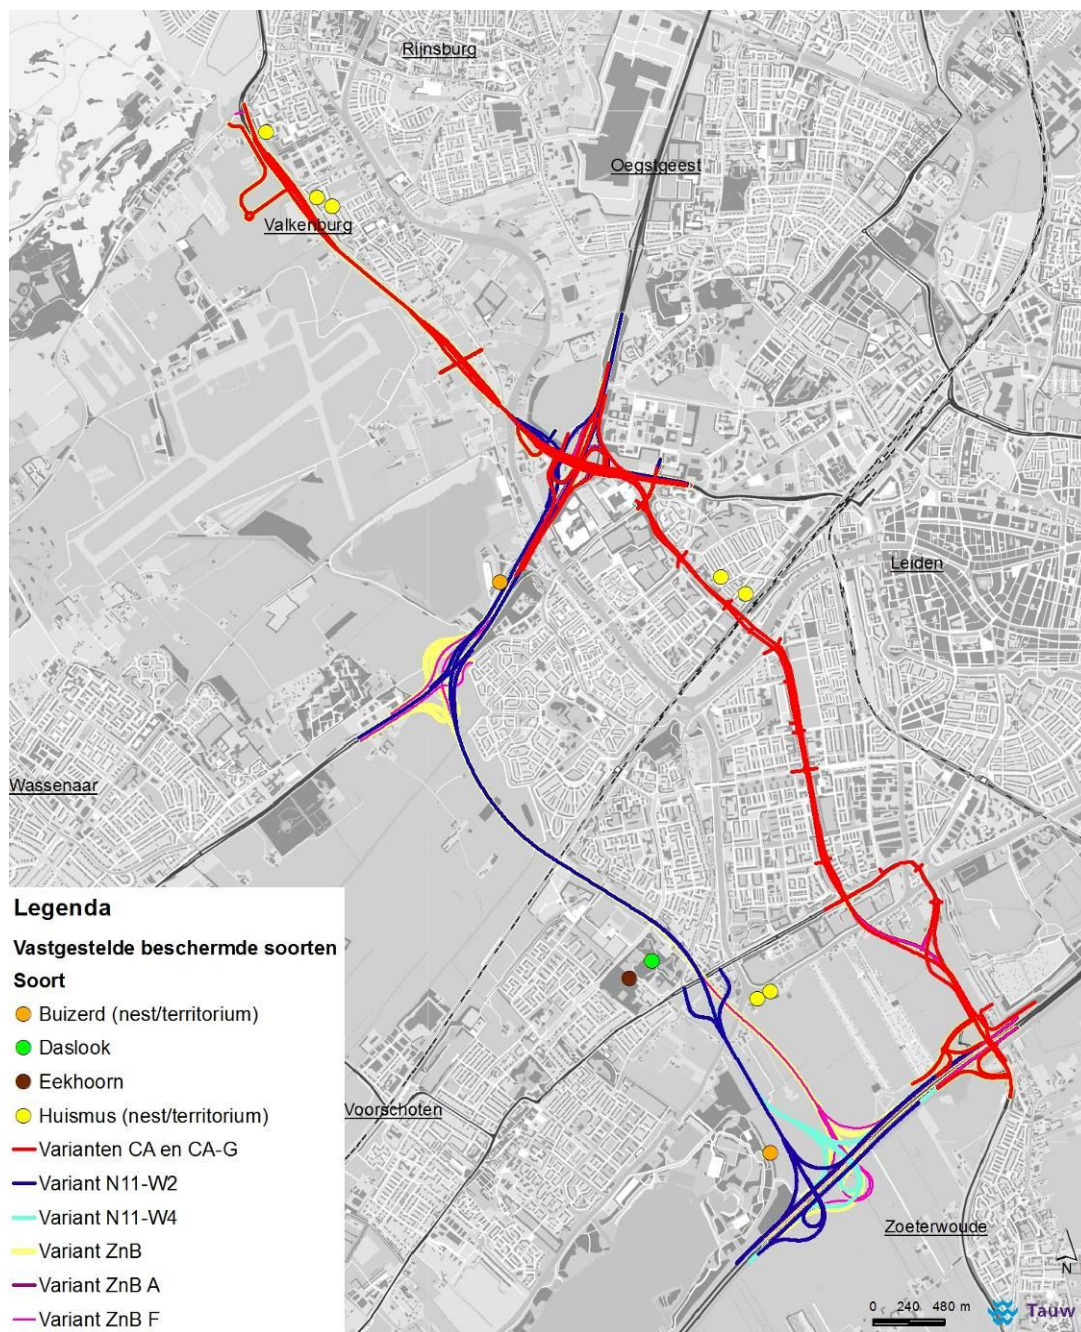 Rijnsburg
Oegstgeest
Valkenburg
Leiden
Wassenaar
Voorschoten
Zoeterwoude
Legenda
Vastgestelde beschermde soorten
Soort
Buizerd (nest/territorium)
Daslook
Eekhoorn
Huismus (nest/territorium)
Varianten CA en CA-G
Variant N11-W2
Variant N11-W4
Variant ZnB
Variant ZnB A
Variant ZnB F
N
0 240 480 m
Tauw